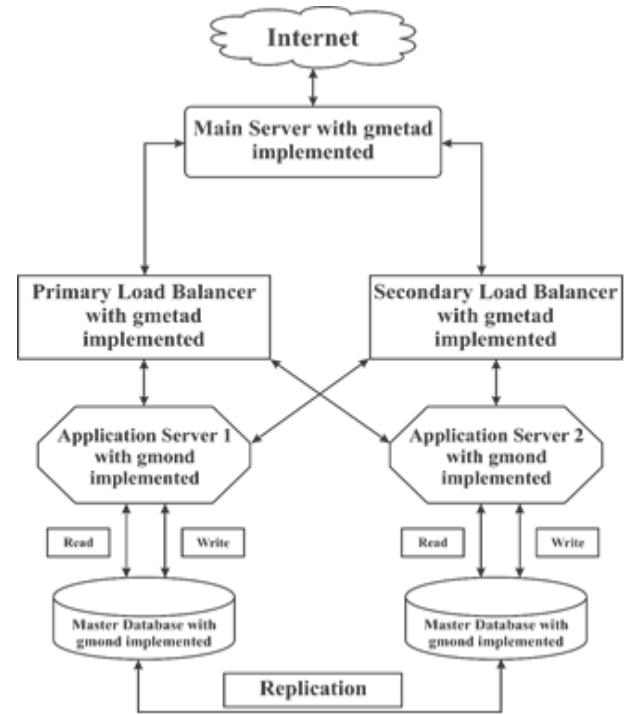 Internet
Main Server with gmetad
implemented
Primary Load Balancer
with gmetad
implemented
Secondary Load Balancer
with gmetad
implemented
Application Server 1
with gmond
implemented
Application Server 2
with gmond
implemented
Read
Write
Read
Write
Master Database with
gmond implemented
Master Database with
gmond implemented
Replication